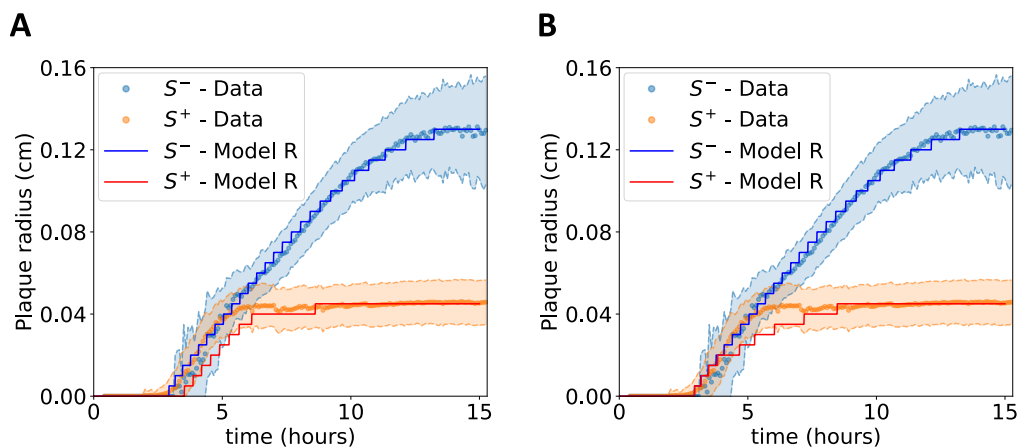 A
Plaque radius (cm)
0.16
0.12
0.08
0.04
0.00
S⁻ - Data
S⁺ - Data
S⁻ - Model R
S⁺ - Model R
0
5
10
15
time (hours)
B
Plaque radius (cm)
0.16
0.12
0.08
0.04
0.00
S⁻ - Data
S⁺ - Data
S⁻ - Model R
S⁺ - Model R
0
5
10
15
time (hours)